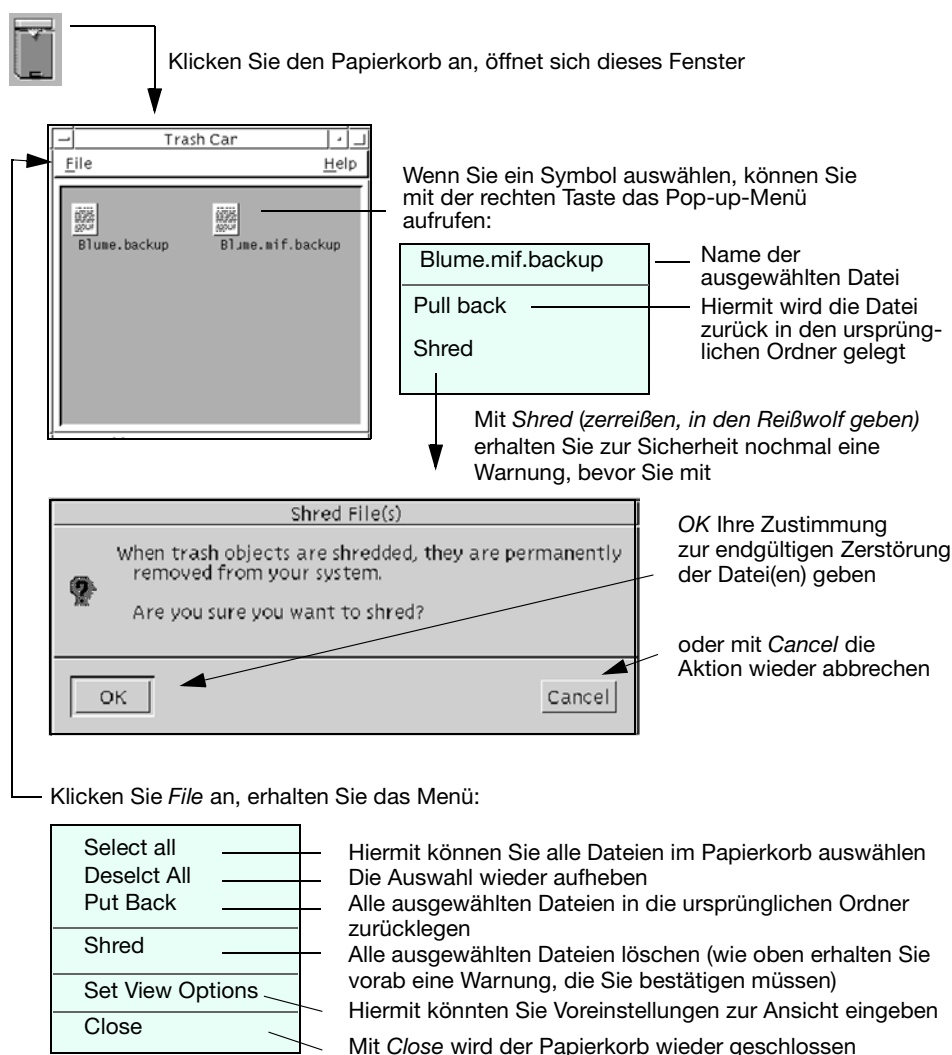 Klicken Sie den Papierkorb an, öffnet sich dieses Fenster
Trash Can
File Help
Blume.backup Blume.mif.backup
Wenn Sie ein Symbol auswählen, können Sie
mit der rechten Taste das Pop-up-Menü
aufrufen:
Blume.mif.backup
Name der
ausgewählten Datei
Pull back
Hiermit wird die Datei
zurück in den ursprüng-
lichen Ordner gelegt
Shred
Mit Shred (zerreißen, in den Reißwolf geben)
erhalten Sie zur Sicherheit nochmal eine
Warnung, bevor Sie mit
Shred File(s)
When trash objects are shredded, they are permanently
removed from your system.
Are you sure you want to shred?
OK Cancel
OK Ihre Zustimmung
zur endgültigen Zerstörung
der Datei(en) geben
oder mit Cancel die
Aktion wieder abbrechen
Klicken Sie File an, erhalten Sie das Menü:
Select all
Hiermit können Sie alle Dateien im Papierkorb auswählen
Deselct All
Die Auswahl wieder aufheben
Put Back
Alle ausgewählten Dateien in die ursprünglichen Ordner
zurücklegen
Shred
Alle ausgewählten Dateien löschen (wie oben erhalten Sie
vorab eine Warnung, die Sie bestätigen müssen)
Set View Options
Hiermit könnten Sie Voreinstellungen zur Ansicht eingeben
Close
Mit Close wird der Papierkorb wieder geschlossen